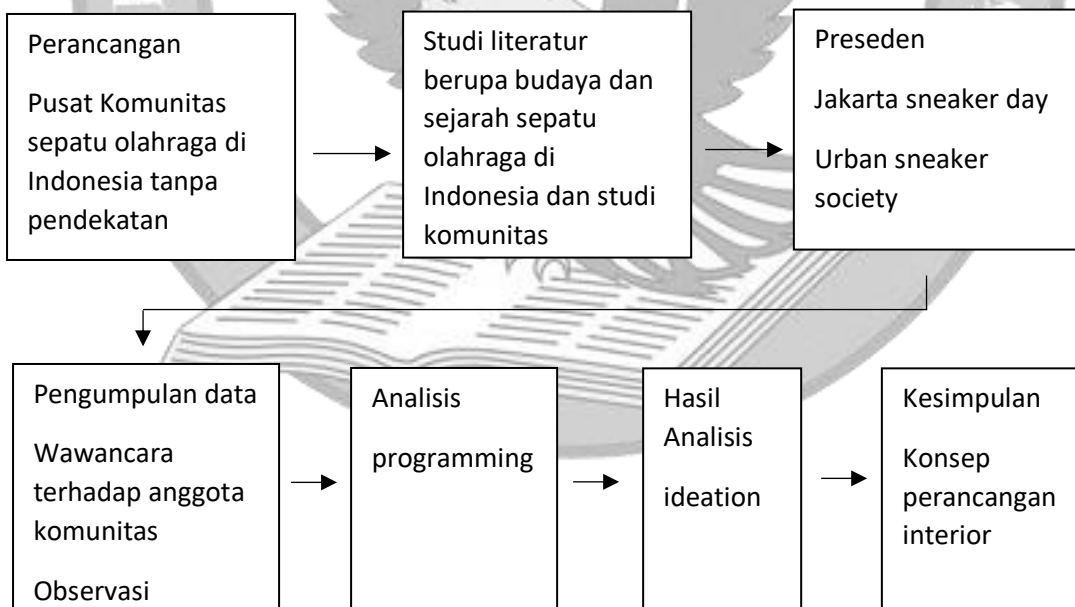 Perancangan
Pusat Komunitas
sepatu olahraga di
Indonesia tanpa
pendekatan
Studi literatur
berupa budaya dan
sejarah sepatu
olahraga di
Indonesia dan studi
komunitas
Preseden
Jakarta sneaker day
Urban sneaker
society
Pengumpulan data
Wawancara
terhadap anggota
komunitas
Observasi
Analisis
programming
Hasil
Analisis
ideation
Kesimpulan
Konsep
perancangan
interior